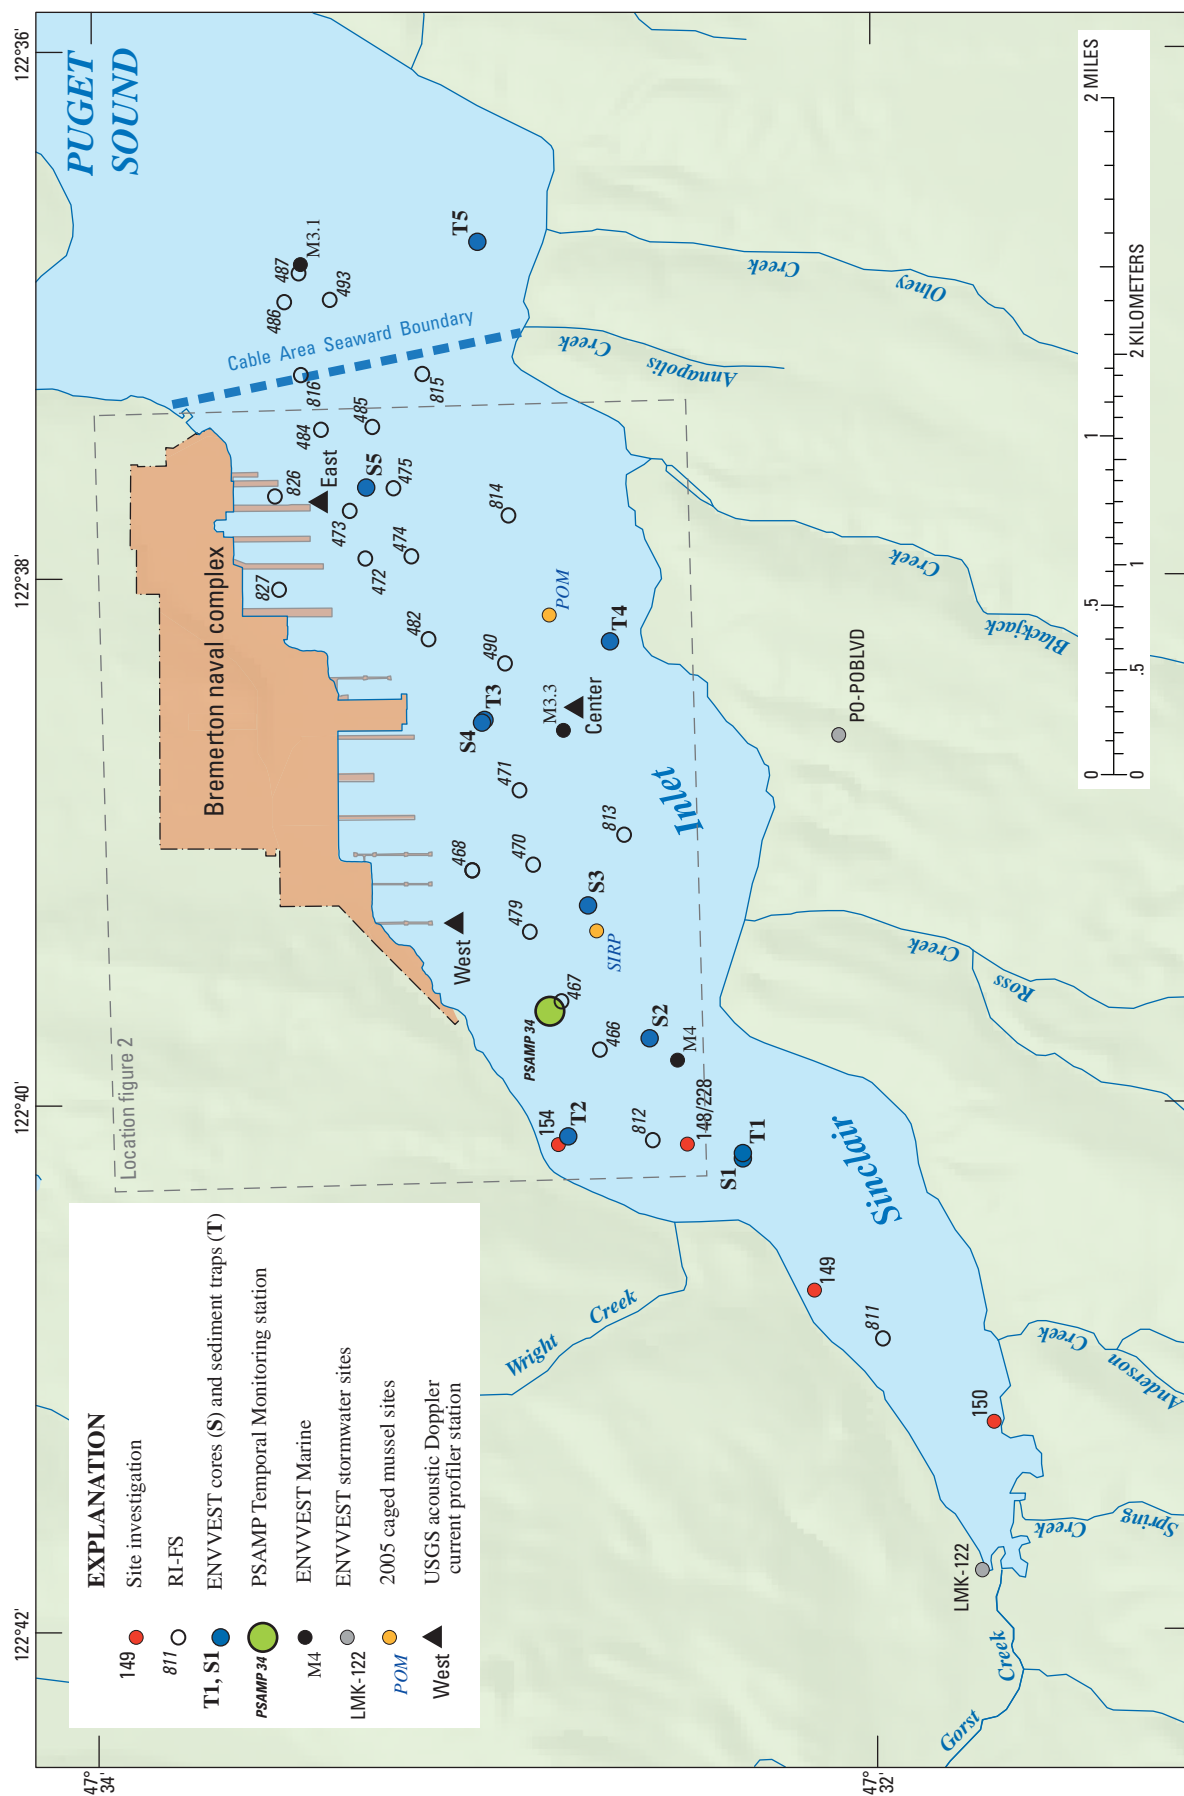 122°42'
122°40'
122°38'
122°36'
47°
34'
47°
32'
PUGET
SOUND
Location figure 2
Bremerton naval complex
Cable Area Seaward Boundary
EXPLANATION
149
Site investigation
811
RI-FS
T1, S1
ENVVEST cores (S) and sediment traps (T)
PSAMP 34
PSAMP Temporal Monitoring station
M4
ENVVEST Marine
LMK-122
ENVVEST stormwater sites
POM
2005 caged mussel sites
West
USGS acoustic Doppler
current profiler station
827
826
East
484
816
486
487
M3.1
493
473
S5
485
472
474
475
815
814
T5
482
490
POM
T4
West
468
S4
T3
M3.3
Center
479
470
471
813
S3
SIRP
PSAMP 34
467
466
S2
M4
154
T2
812
148/228
S1
T1
149
811
150
LMK-122
PO-POBLVD
Sinclair
Inlet
Wright
Creek
Gorst
Creek
Spring
Creek
Anderson
Creek
Ross
Creek
Blackjack
Creek
Annapolis
Creek
Olney
Creek
0
.5
1
2 MILES
0
.5
1
2 KILOMETERS